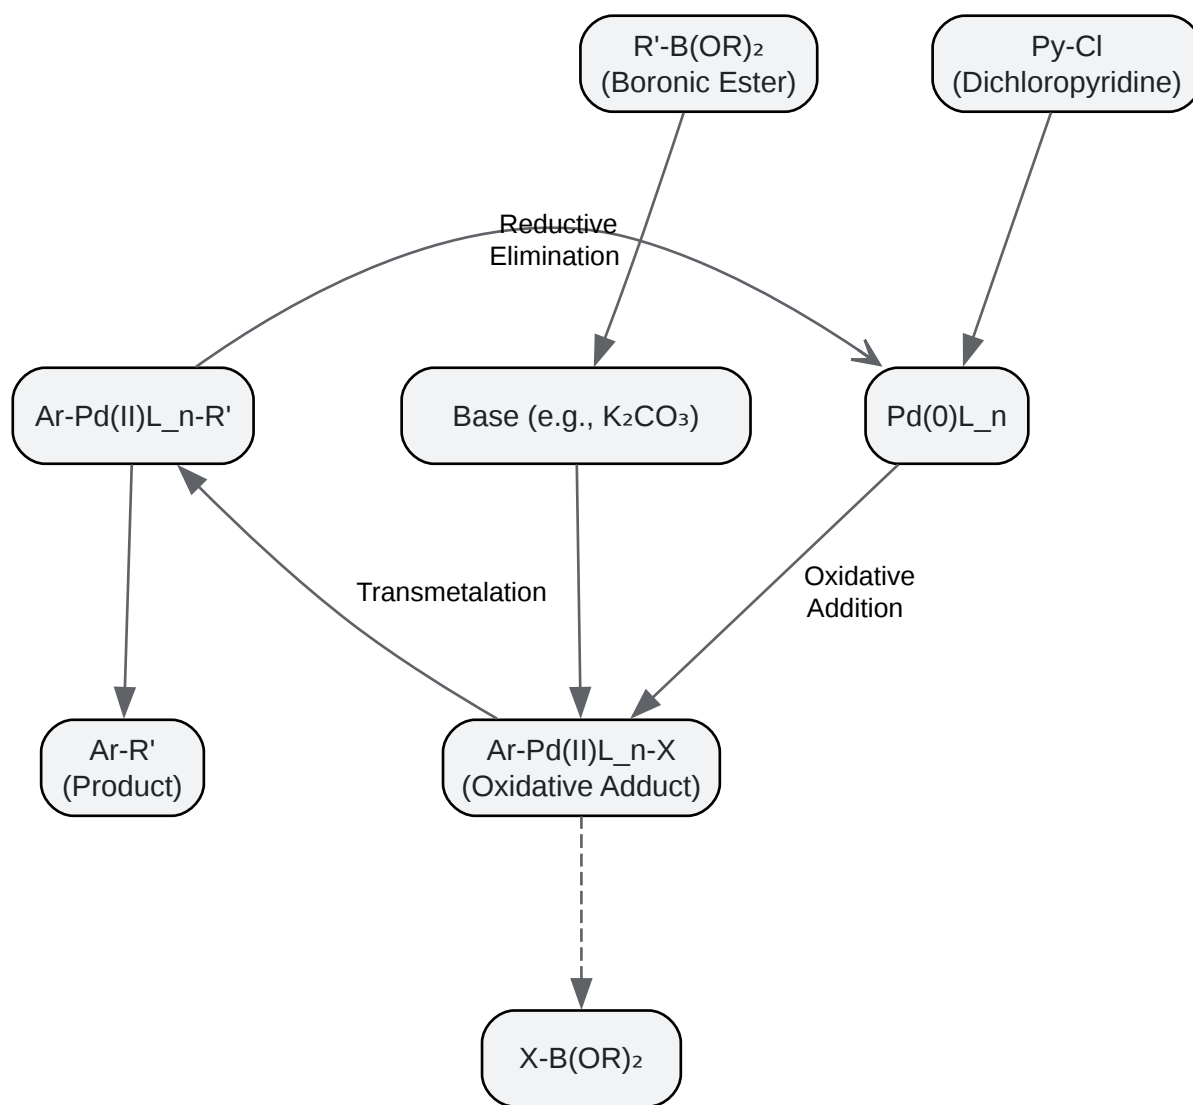 R'-B(OR)₂
(Boronic Ester)
Py-Cl
(Dichloropyridine)
Reductive
Elimination
Ar-Pd(II)L_n-R'
Base (e.g., K₂CO₃)
Pd(0)L_n
Transmetalation
Oxidative
Addition
Ar-R'
(Product)
Ar-Pd(II)L_n-X
(Oxidative Adduct)
X-B(OR)₂